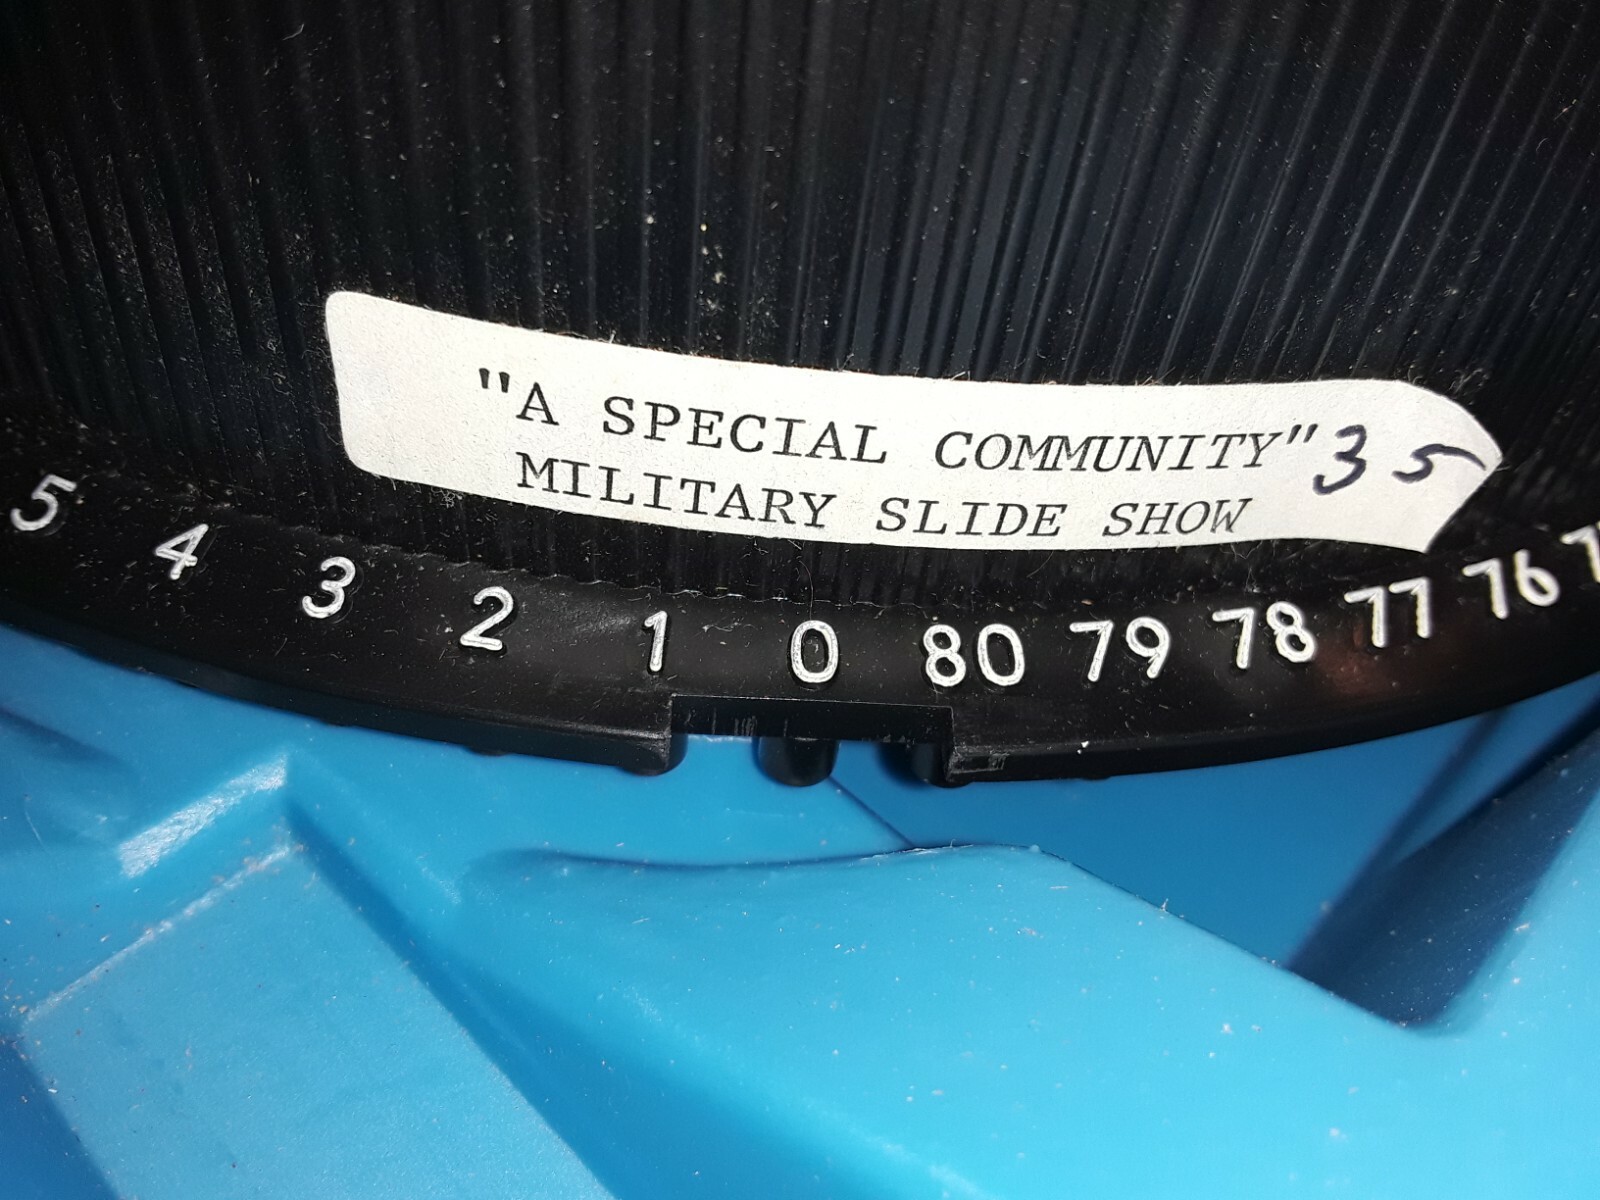 "A SPECIAL COMMUNITY" 35
MILITARY SLIDE SHOW
5 4 3 2 1 0 80 79 78 77 76